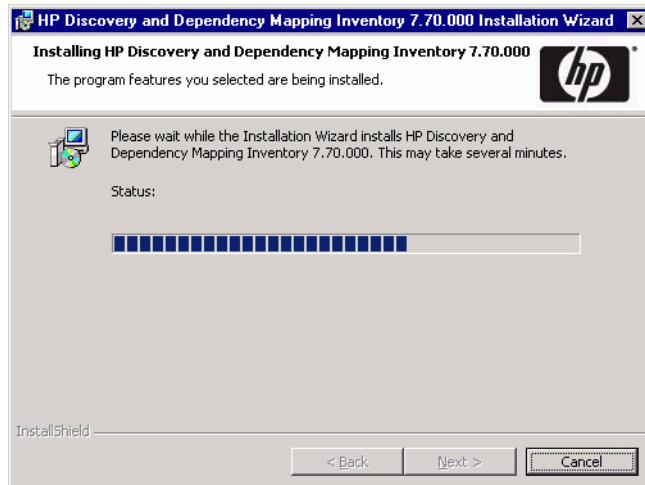 HP Discovery and Dependency Mapping Inventory 7.70.000 Installation Wizard
Installing HP Discovery and Dependency Mapping Inventory 7.70.000
The program features you selected are being installed.
hp
Please wait while the Installation Wizard installs HP Discovery and
Dependency Mapping Inventory 7.70.000. This may take several minutes.
Status:
InstallShield
< Back
Next >
Cancel